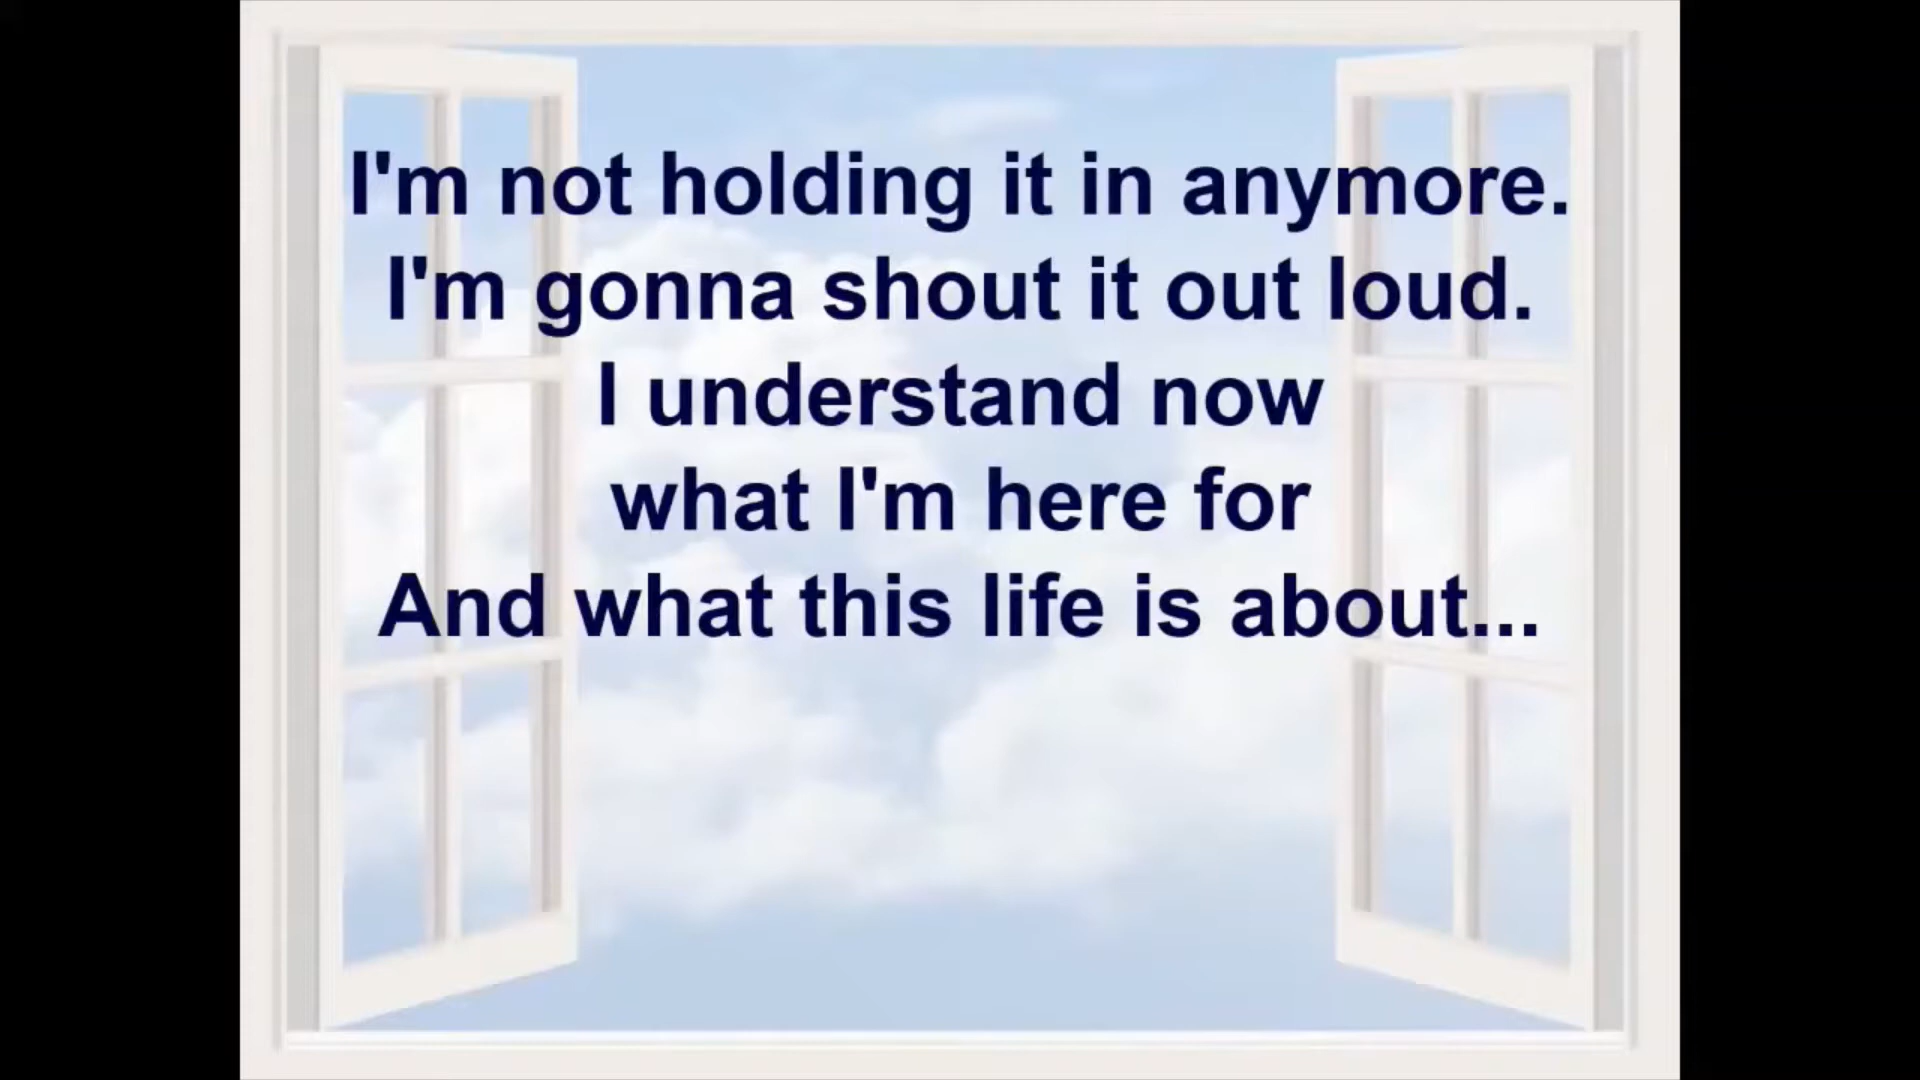 I'm not holding it in anymore.
I'm gonna shout it out loud.
I understand now
what I'm here for
And what this life is about...